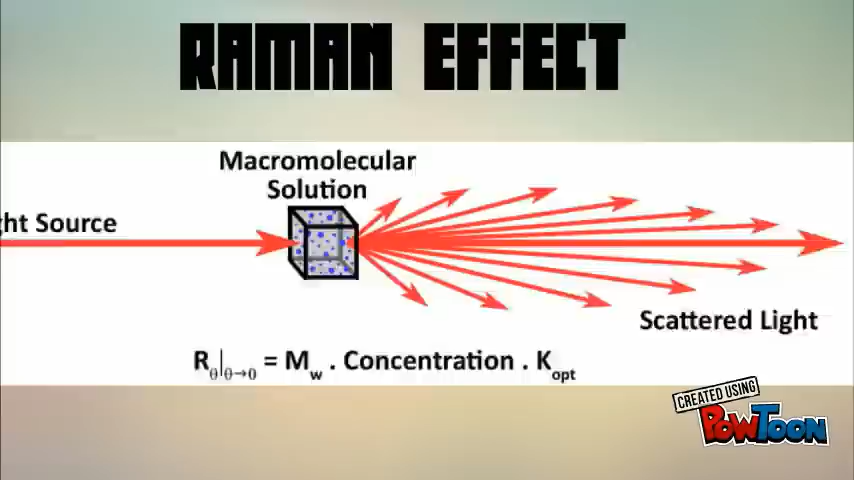 RAMAN EFFECT
Macromolecular
Solution
ght Source
Scattered Light
Rθ|θ→0 = Mw . Concentration . Kopt
CREATED USING
POWTOON